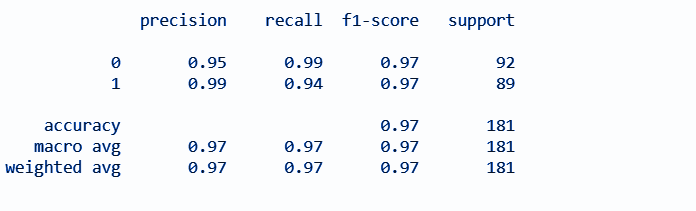 precision recall f1-score support
0 0.95 0.99 0.97 92
1 0.99 0.94 0.97 89
accuracy 0.97 181
macro avg 0.97 0.97 0.97 181
weighted avg 0.97 0.97 0.97 181